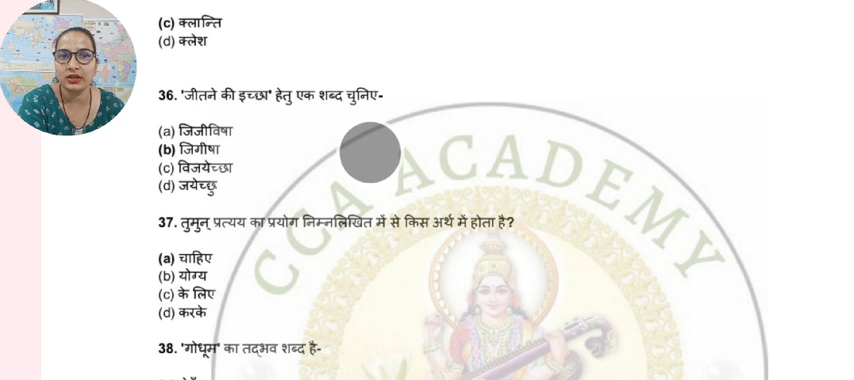 (c) क्लान्ति
(d) क्लेश
36. 'जीतने की इच्छा' हेतु एक शब्द चुनिए-
(a) जिजीविषा
(b) जिगीषा
(c) विजयेच्छा
(d) जयेच्छु
37. तुमुन् प्रत्यय का प्रयोग निम्नलिखित में से किस अर्थ में होता है?
(a) चाहिए
(b) योग्य
(c) के लिए
(d) करके
38. 'गोधूम' का तद्भव शब्द है-
CCA ACADEMY